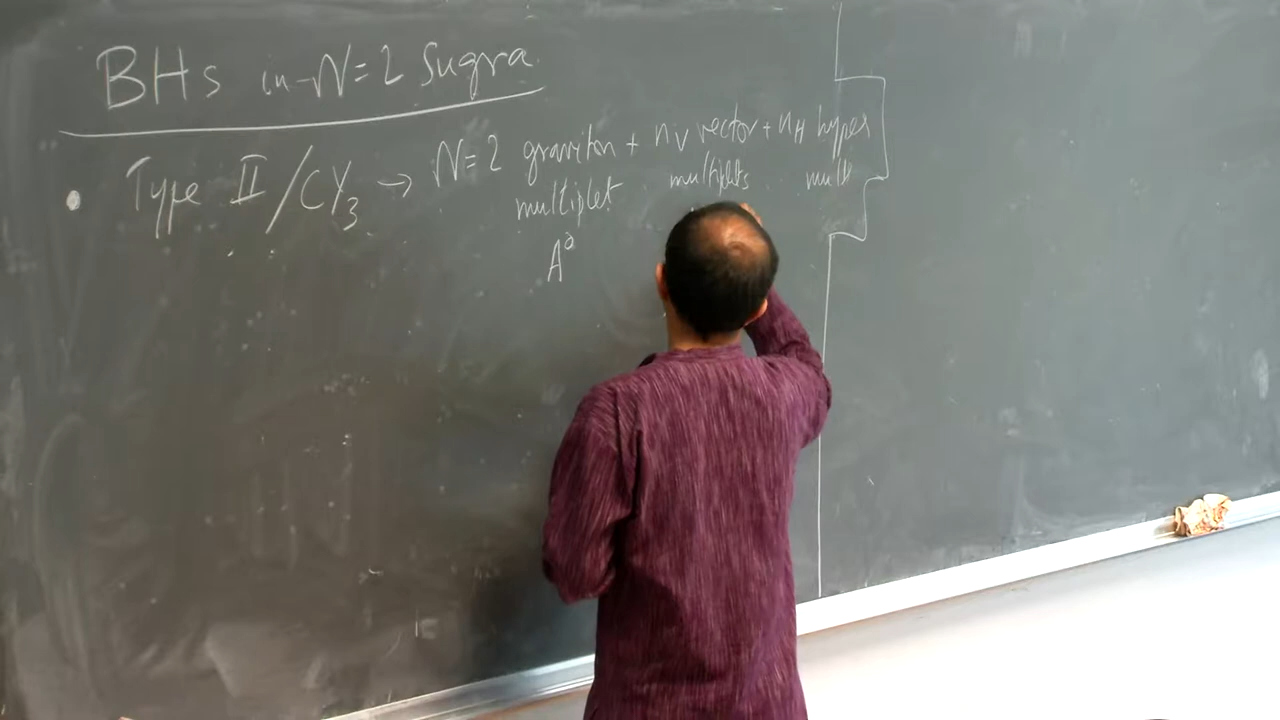 BHs in N=2 Sugra
• Type II/CY₃ → N=2 graviton + n_V vector + n_H hyper
multiplet multiplets mult
A⁰